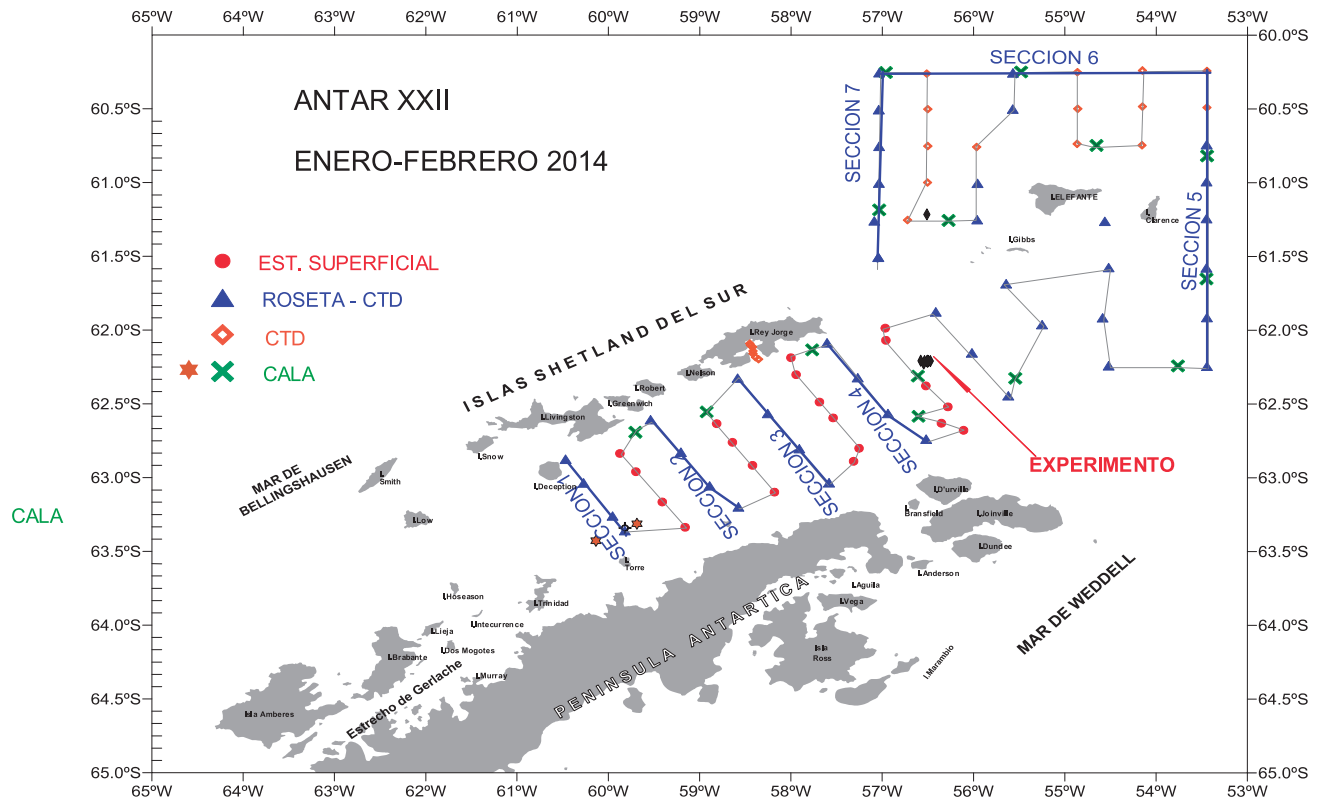 65ºW 64ºW 63ºW 62ºW 61ºW 60ºW 59ºW 58ºW 57ºW 56ºW 55ºW 54ºW 53ºW
60.0ºS
SECCION 6
ANTAR XXII
60.5ºS
60.5ºS
SECCION 7
ENERO-FEBRERO 2014
61.0ºS
61.0ºS
I.ELEFANTE
I.
Clarence
SECCION 5
I.Gibbs
61.5ºS
61.5ºS
EST. SUPERFICIAL
ROSETA - CTD
CTD
CALA
ISLAS SHETLAND DEL SUR
62.0ºS
62.0ºS
I.Rey Jorge
I.Nelson
I.Robert
I.Greenwich
I.Livingston
62.5ºS
62.5ºS
SECCION 4
SECCION 3
SECCION 2
SECCION 1
EXPERIMENTO
I.Snow
63.0ºS
63.0ºS
MAR DE
BELLINGSHAUSEN
I.
Smith
I.Deception
I.D'urville
I.
Bransfield
I.Joinville
CALA
I.Low
63.5ºS
63.5ºS
I.Dundee
I.
Torre
I.Anderson
I.Aguila
I.Vega
MAR DE WEDDELL
I.Hoseason
I.Trinidad
64.0ºS
64.0ºS
I.Intecurrence
I.Lieja
I.Dos Mogotes
I.Brabante
I.Murray
PENINSULA ANTARTICA
Isla
Ross
I.Marambio
64.5ºS
64.5ºS
Isla Amberes
Estrecho de Gerlache
65.0ºS
65.0ºS
65ºW 64ºW 63ºW 62ºW 61ºW 60ºW 59ºW 58ºW 57ºW 56ºW 55ºW 54ºW 53ºW